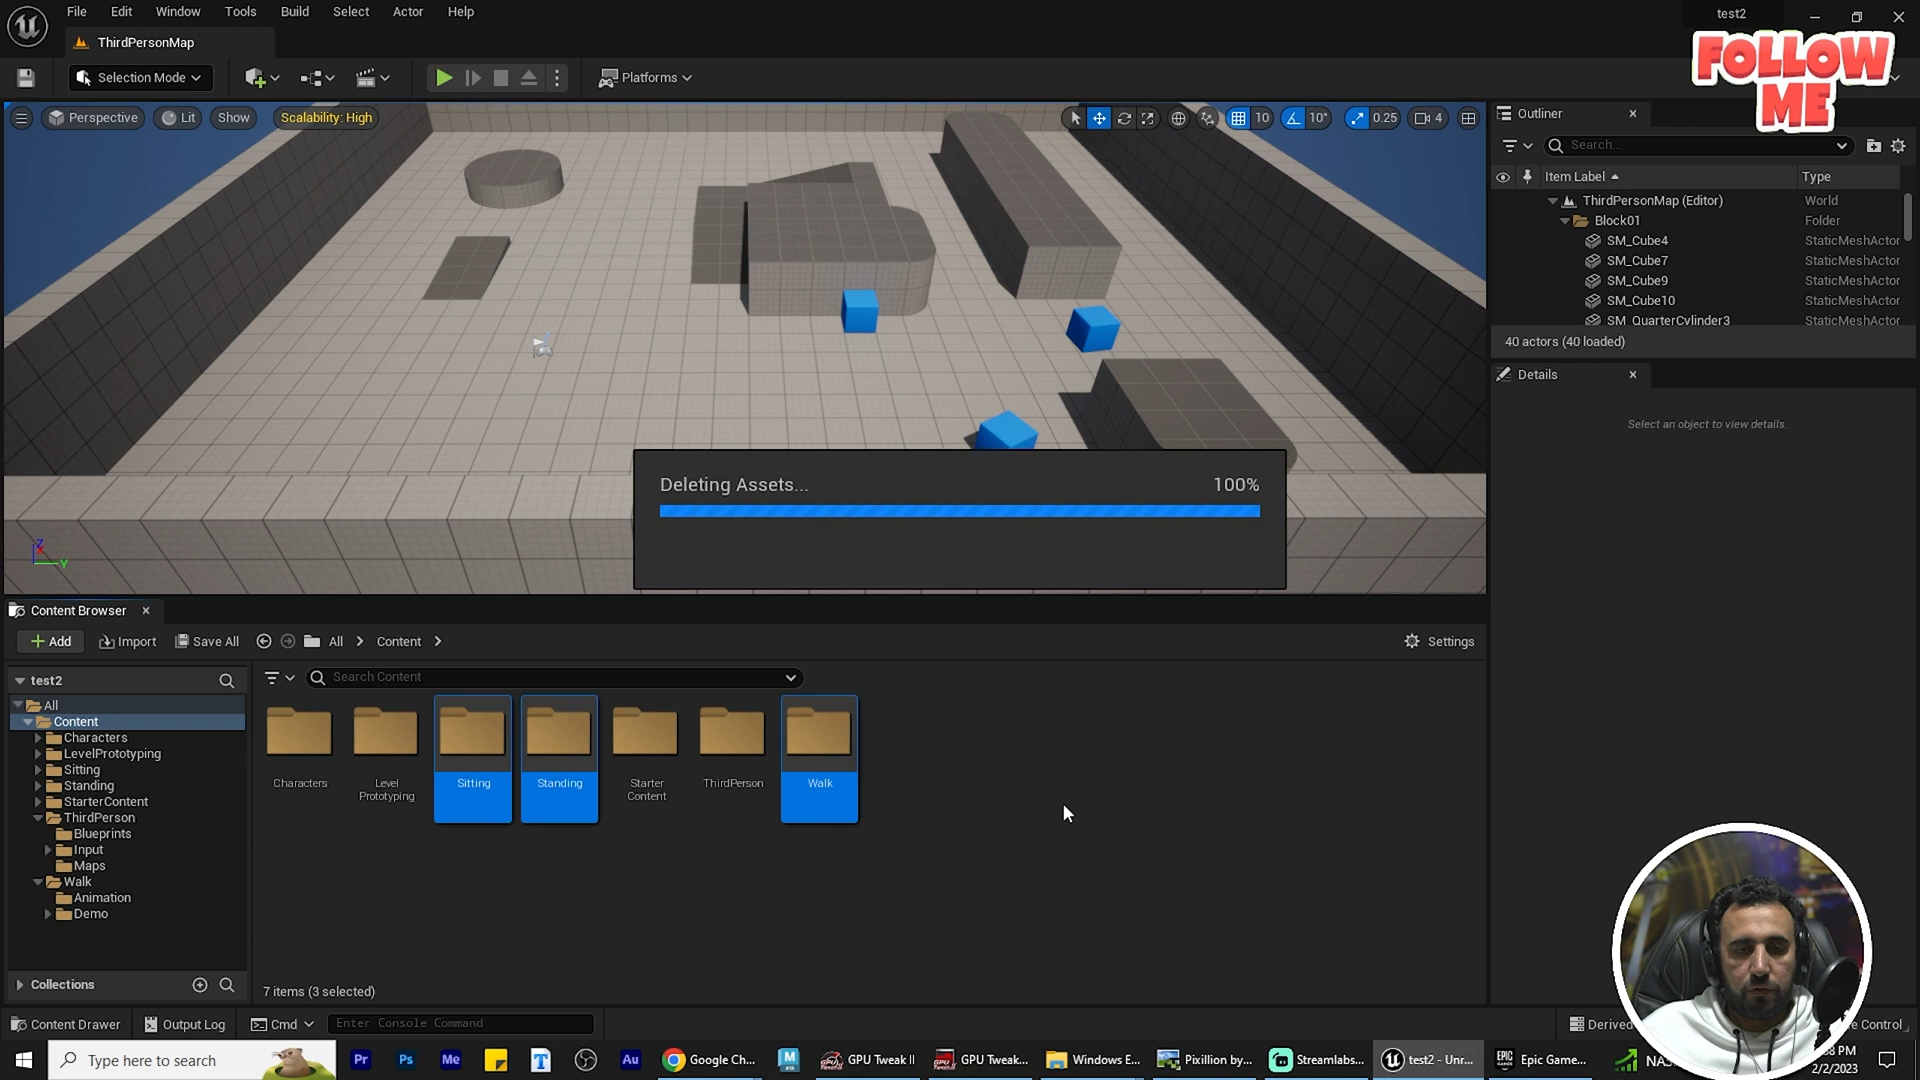 File Edit Window Tools Build Select Actor Help
test2
ThirdPersonMap
FOLLOW
ME
Selection Mode
Platforms
Perspective Lit Show Scalability: High
10 10° 0.25 4
Outliner
Search...
Item Label Type
ThirdPersonMap (Editor) World
Block01 Folder
SM_Cube4 StaticMeshActor
SM_Cube7 StaticMeshActor
SM_Cube9 StaticMeshActor
SM_Cube10 StaticMeshActor
SM_QuarterCylinder3 StaticMeshActor
40 actors (40 loaded)
Details
Select an object to view details.
Deleting Assets... 100%
Z
Y
Content Browser
Add Import Save All All Content Settings
test2
Search Content
All
Content
Characters
LevelPrototyping
Sitting
Standing
StarterContent
ThirdPerson
Blueprints
Input
Maps
Walk
Animation
Demo
Characters
Level
Prototyping
Sitting
Standing
Starter
Content
ThirdPerson
Walk
Collections
7 items (3 selected)
Content Drawer Output Log Cmd Enter Console Command Derived Control
Type here to search
Pr Ps Me T Au
Google Ch... GPU Tweak II GPU Tweak... Windows E... Pixillion by... Streamlabs... test2 - Unr... Epic Game...
PM
2/2/2023